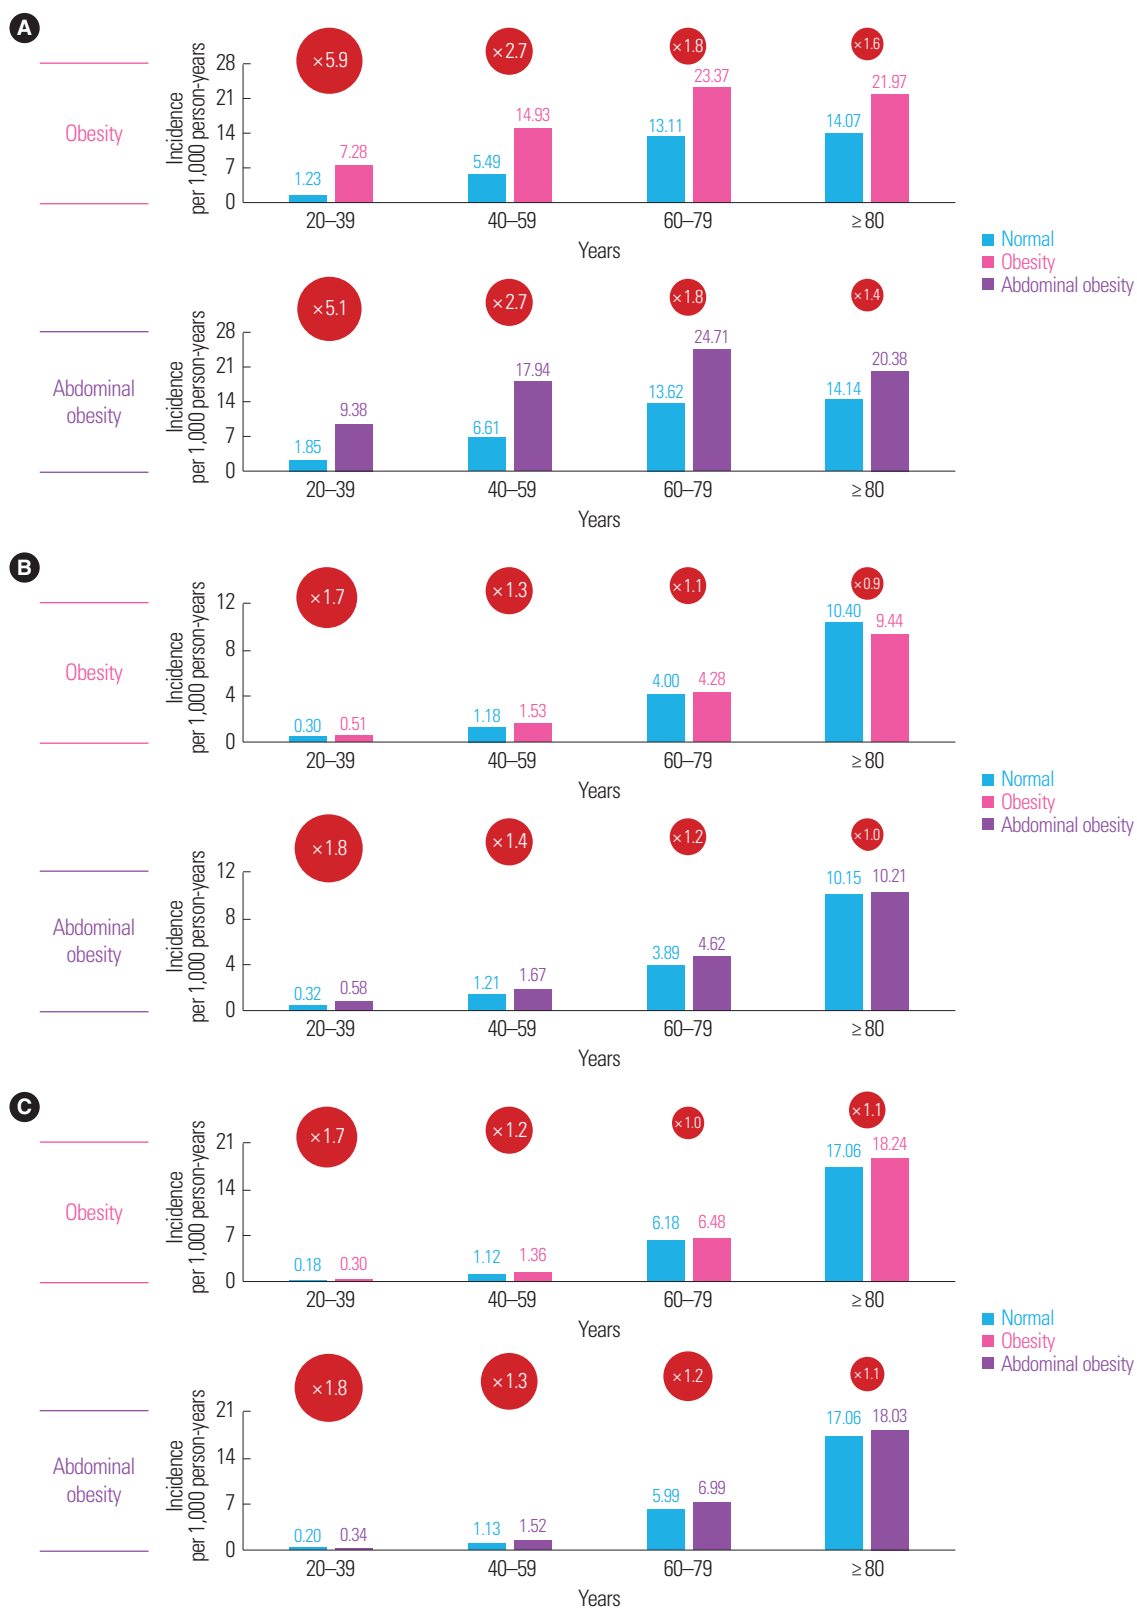 A
×5.9 ×2.7 ×1.8 ×1.6
Obesity
Incidence
per 1,000 person-years
28
21
14
7
0
1.23 7.28 5.49 14.93 13.11 23.37 14.07 21.97
20–39 40–59 60–79 ≥80
Years
Normal
Obesity
Abdominal obesity
×5.1 ×2.7 ×1.8 ×1.4
Abdominal
obesity
Incidence
per 1,000 person-years
28
21
14
7
0
1.85 9.38 6.61 17.94 13.62 24.71 14.14 20.38
20–39 40–59 60–79 ≥80
Years
B
×1.7 ×1.3 ×1.1 ×0.9
Obesity
Incidence
per 1,000 person-years
12
8
4
0
0.30 0.51 1.18 1.53 4.00 4.28 10.40 9.44
20–39 40–59 60–79 ≥80
Years
Normal
Obesity
Abdominal obesity
×1.8 ×1.4 ×1.2 ×1.0
Abdominal
obesity
Incidence
per 1,000 person-years
12
8
4
0
0.32 0.58 1.21 1.67 3.89 4.62 10.15 10.21
20–39 40–59 60–79 ≥80
Years
C
×1.7 ×1.2 ×1.0 ×1.1
Obesity
Incidence
per 1,000 person-years
21
14
7
0
0.18 0.30 1.12 1.36 6.18 6.48 17.06 18.24
20–39 40–59 60–79 ≥80
Years
Normal
Obesity
Abdominal obesity
×1.8 ×1.3 ×1.2 ×1.1
Abdominal
obesity
Incidence
per 1,000 person-years
21
14
7
0
0.20 0.34 1.13 1.52 5.99 6.99 17.06 18.03
20–39 40–59 60–79 ≥80
Years